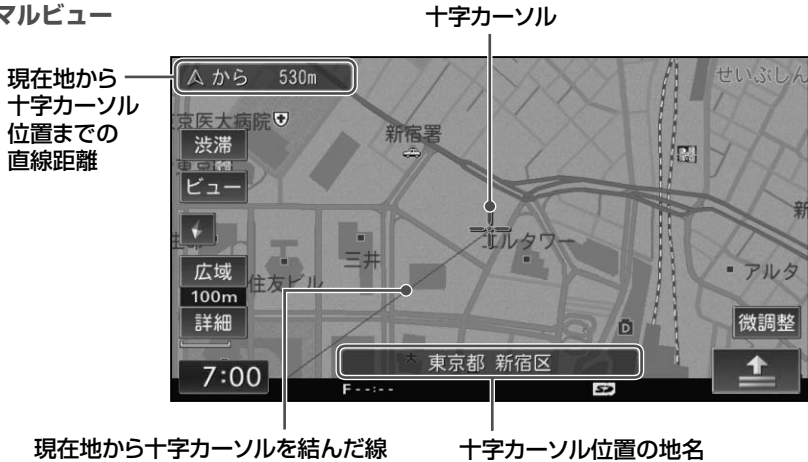 マルビュー
十字カーソル
現在地から
十字カーソル
位置までの
直線距離
から 530m
せいぶしん
京医大病院
新宿署
渋滞
ビュー
新
ルタワー
三井
広域
住友ビル
アルタ
100m
詳細
D
微調整
東京都 新宿区
7:00
F--:--
SD
現在地から十字カーソルを結んだ線
十字カーソル位置の地名